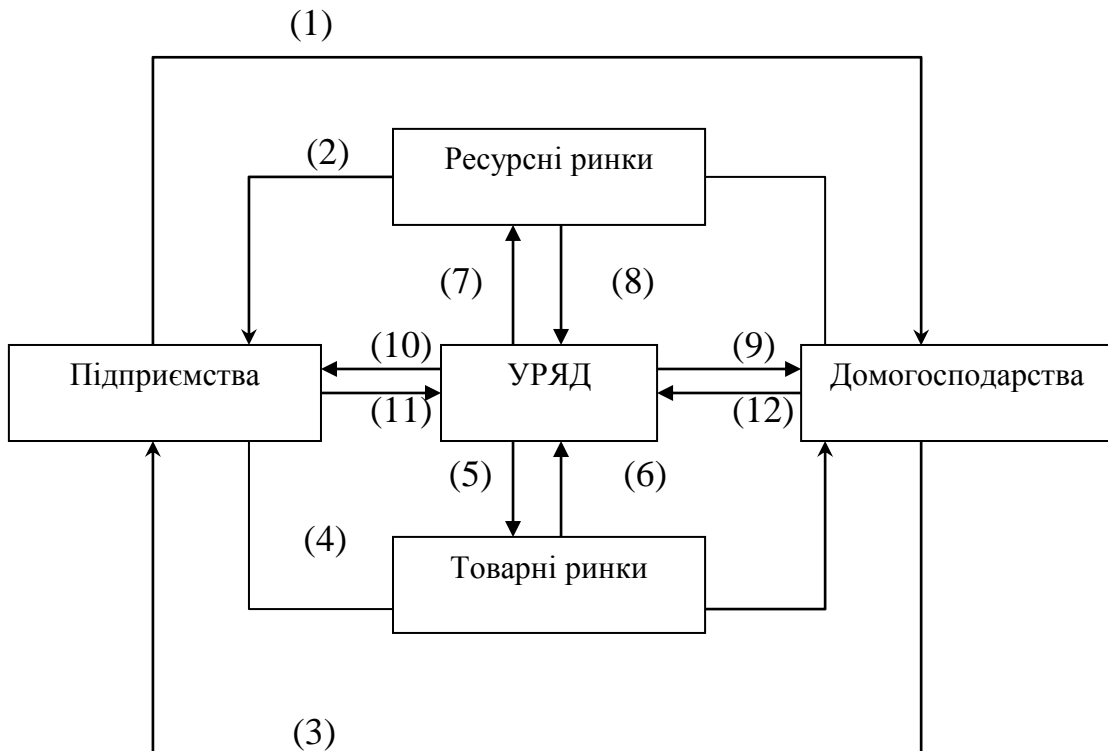 (1)
(2)
Ресурсні ринки
(7)
(8)
(10)
(9)
Підприємства
УРЯД
Домогосподарства
(11)
(12)
(5)
(6)
(4)
Товарні ринки
(3)